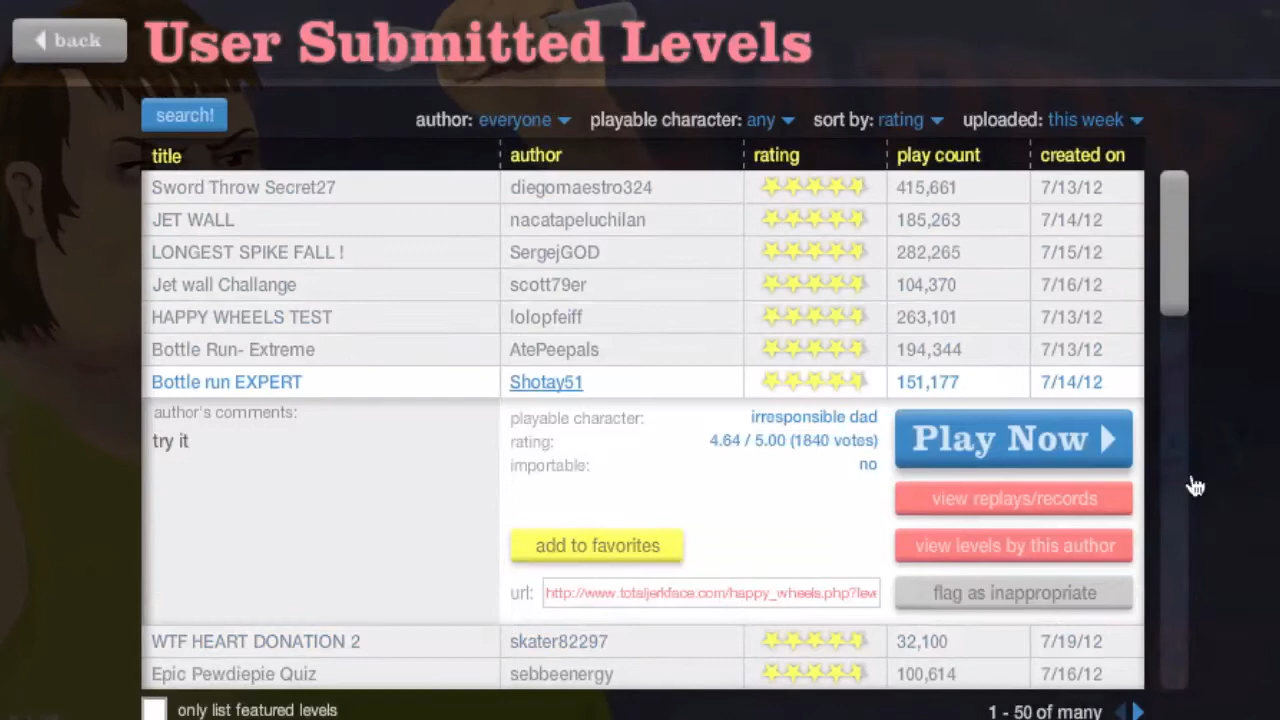 back
User Submitted Levels
search!
author: everyone playable character: any sort by: rating uploaded: this week
title author rating play count created on
Sword Throw Secret27 diegomaestro324 415,661 7/13/12
JET WALL nacatapeluchilan 185,263 7/14/12
LONGEST SPIKE FALL ! SergejGOD 282,265 7/15/12
Jet wall Challange scott79er 104,370 7/16/12
HAPPY WHEELS TEST lolopfeiff 263,101 7/13/12
Bottle Run- Extreme AtePeepals 194,344 7/13/12
Bottle run EXPERT Shotay51 151,177 7/14/12
author's comments:
try it
playable character: irresponsible dad
rating: 4.64 / 5.00 (1840 votes)
importable: no
add to favorites
url: http://www.totaljerkface.com/happy_wheels.php?leve
Play Now
view replays/records
view levels by this author
flag as inappropriate
WTF HEART DONATION 2 skater82297 32,100 7/19/12
Epic Pewdiepie Quiz sebbeenergy 100,614 7/16/12
only list featured levels
1 - 50 of many